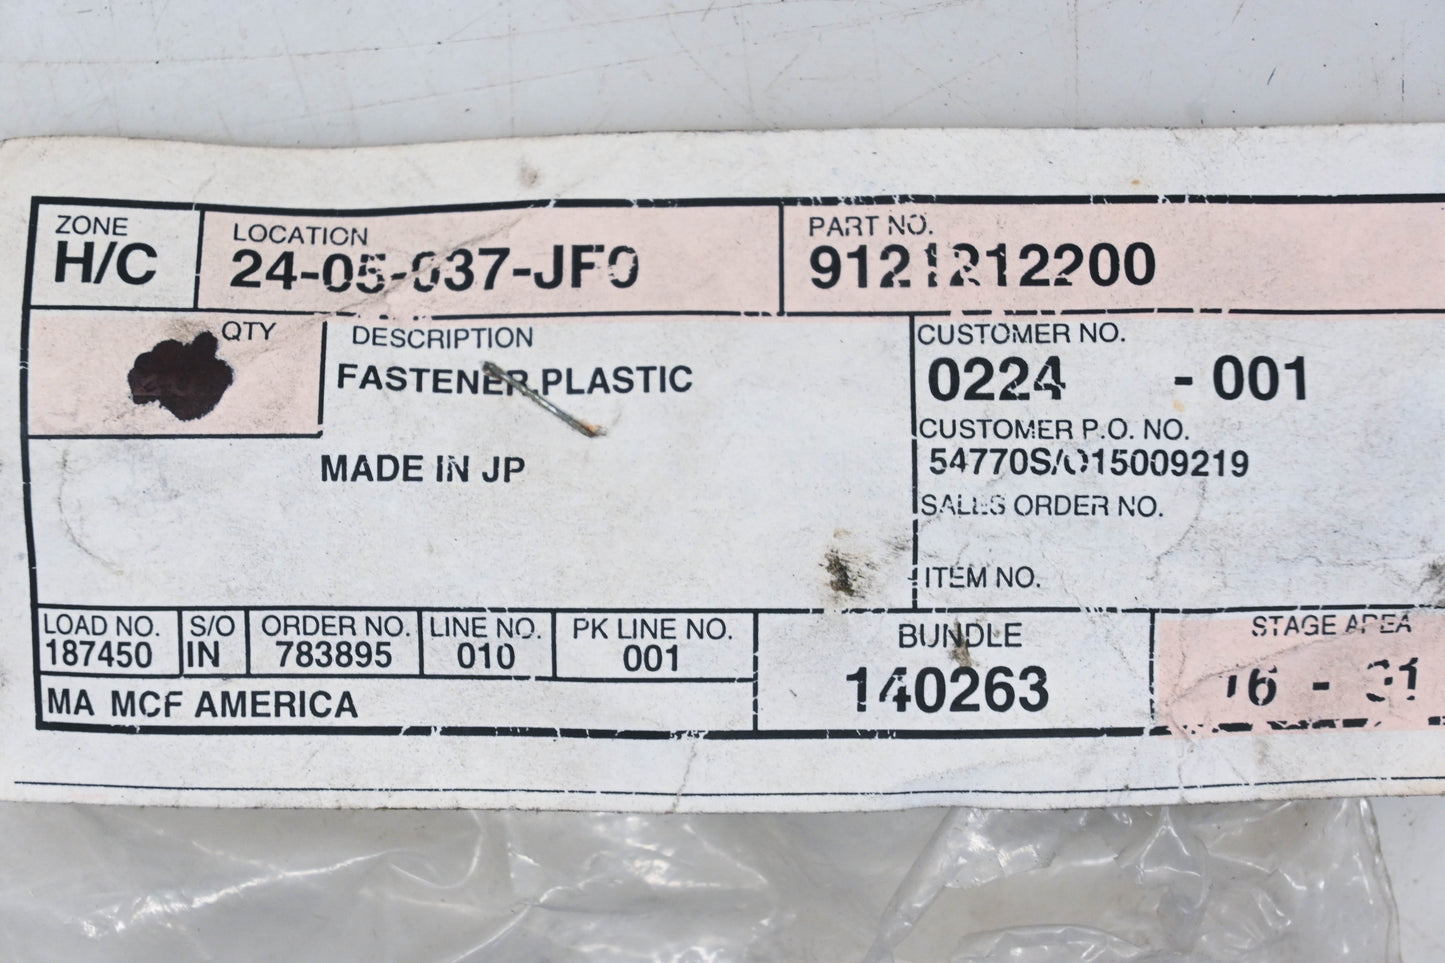 ZONE
H/C
LOCATION
24-05-037-JF0
PART NO.
9121212200
QTY
DESCRIPTION
FASTENER,PLASTIC
MADE IN JP
CUSTOMER NO.
0224 - 001
CUSTOMER P.O. NO.
54770S/O15009219
SALES ORDER NO.
ITEM NO.
LOAD NO.
187450
S/O
IN
ORDER NO.
783895
LINE NO.
010
PK LINE NO.
001
MA MCF AMERICA
BUNDLE
140263
STAGE AREA
16 -